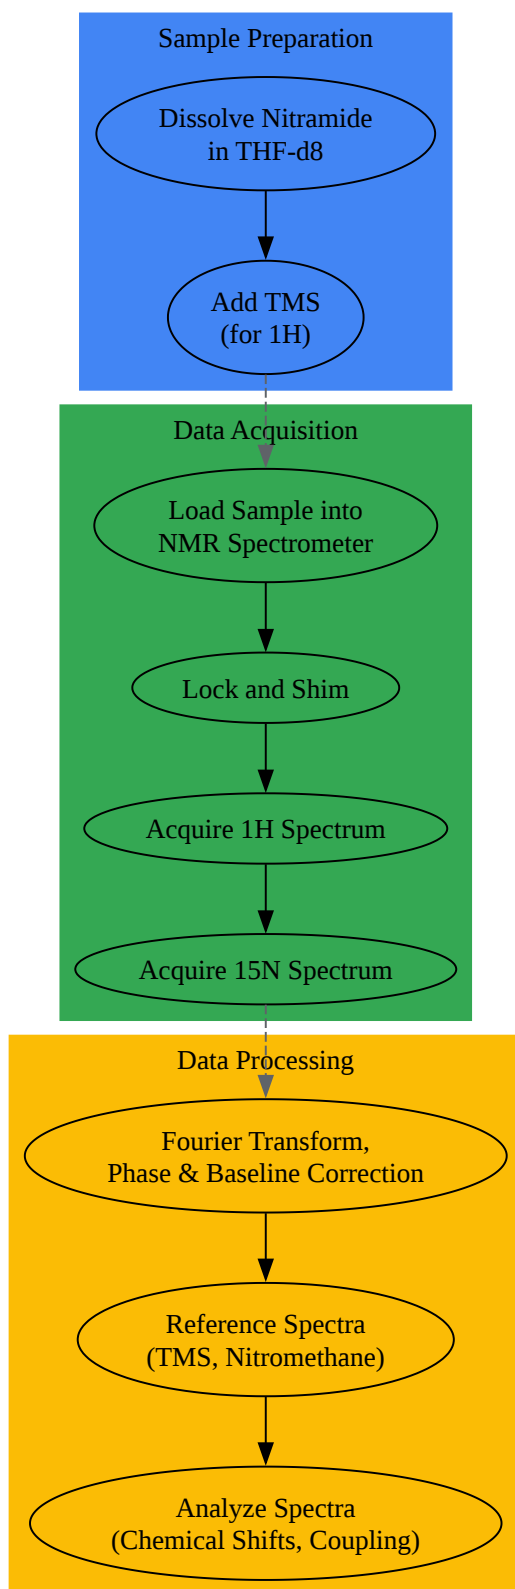 Sample Preparation
Dissolve Nitramide
in THF-d8
Add TMS
(for 1H)
Data Acquisition
Load Sample into
NMR Spectrometer
Lock and Shim
Acquire 1H Spectrum
Acquire 15N Spectrum
Data Processing
Fourier Transform,
Phase & Baseline Correction
Reference Spectra
(TMS, Nitromethane)
Analyze Spectra
(Chemical Shifts, Coupling)